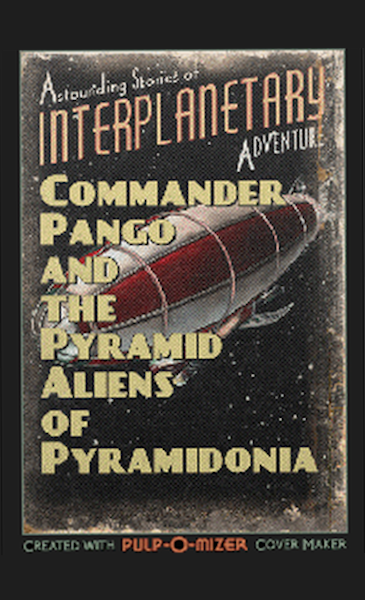 Astounding Stories of
INTERPLANETARY
ADVENTURE
COMMANDER
PANGO
AND
THE
PYRAMID
ALIENS
OF
PYRAMIDONIA
CREATED WITH PULP-O-MIZER COVER MAKER